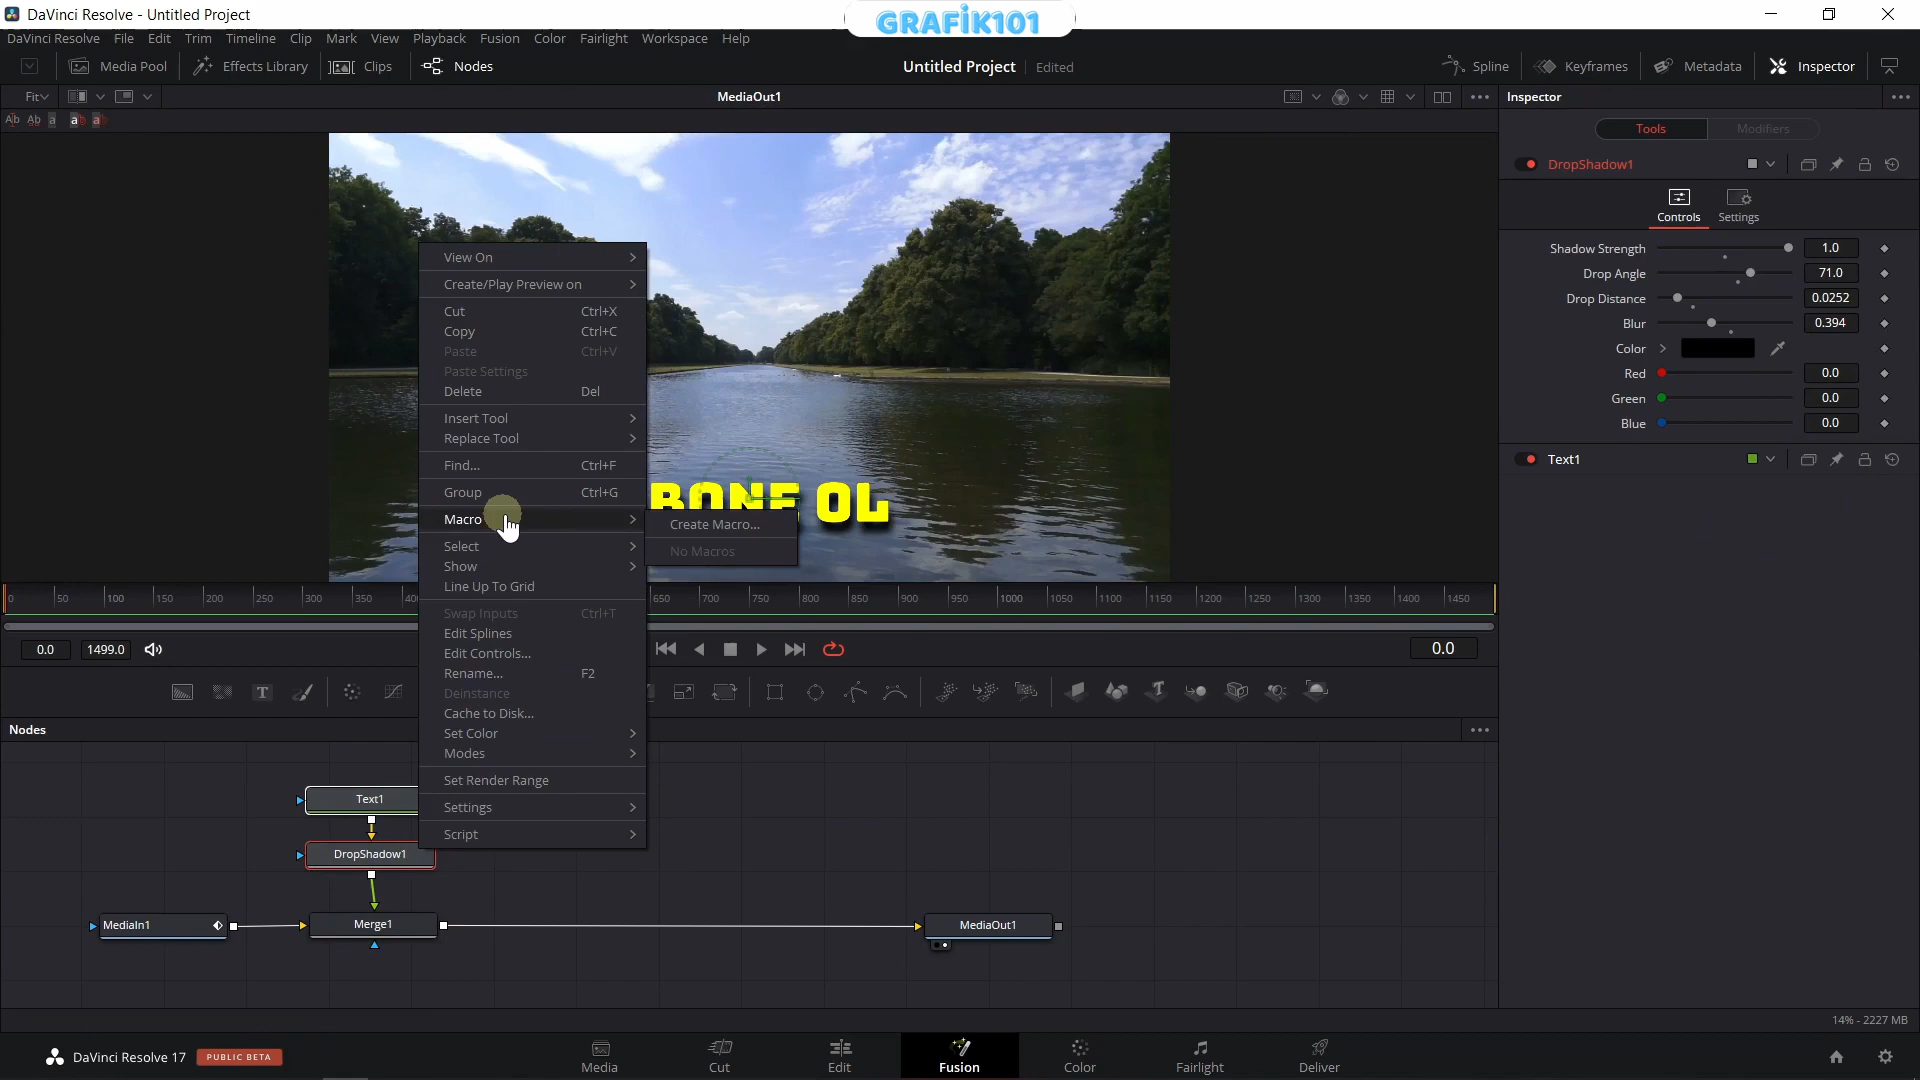 DaVinci Resolve - Untitled Project
GRAFİK101
DaVinci Resolve File Edit Trim Timeline Clip Mark View Playback Fusion Color Fairlight Workspace Help
Media Pool Effects Library Clips Nodes
Untitled Project Edited
Spline Keyframes Metadata Inspector
Fit
MediaOut1
Inspector
Tools Modifiers
DropShadow1
Controls Settings
Shadow Strength 1.0
Drop Angle 71.0
Drop Distance 0.0252
Blur 0.394
Color
Red 0.0
Green 0.0
Blue 0.0
Text1
View On
Create/Play Preview on
Cut Ctrl+X
Copy Ctrl+C
Paste Ctrl+V
Paste Settings
Delete Del
Insert Tool
Replace Tool
Find... Ctrl+F
Group Ctrl+G
Macro
Select
Show
Line Up To Grid
Swap Inputs Ctrl+T
Edit Splines
Edit Controls...
Rename... F2
Deinstance
Cache to Disk...
Set Color
Modes
Set Render Range
Settings
Script
Create Macro...
No Macros
BONE OL
0 50 100 150 200 250 300 350 650 700 750 800 850 900 950 1000 1050 1100 1150 1200 1250 1300 1350 1400 1450
0.0 1499.0 0.0
Nodes
Text1
DropShadow1
MediaIn1 Merge1 MediaOut1
14% - 2227 MB
DaVinci Resolve 17 PUBLIC BETA
Media Cut Edit Fusion Color Fairlight Deliver